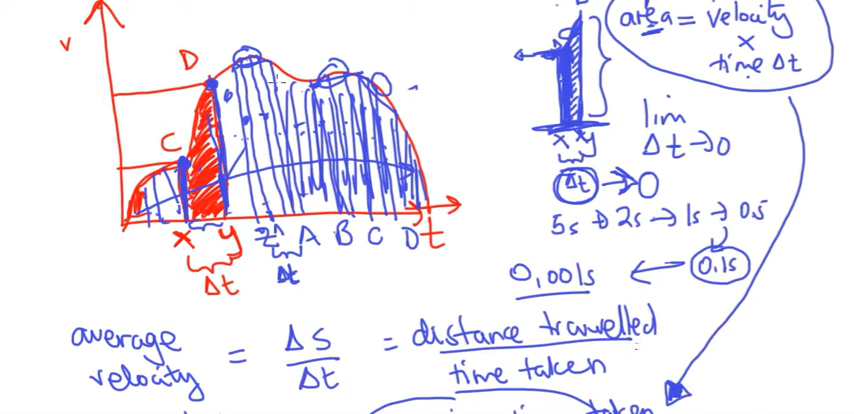 v
D
C
x y z A B C D t
Δt Δt
area = velocity
×
time Δt
x y
lim
Δt → 0
Δt → 0
5s → 2s → 1s → 0.5
0.1s
0,001s
average
velocity
= Δs
Δt
= distance travelled
time taken
taken